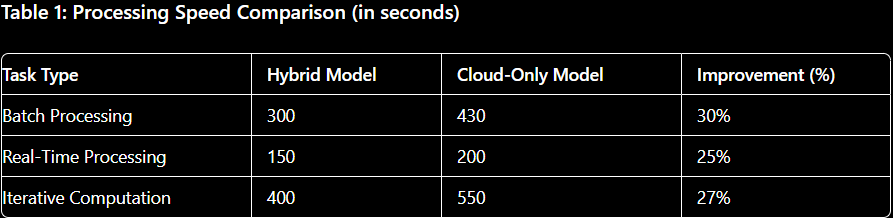 Table 1: Processing Speed Comparison (in seconds)
Task Type Hybrid Model Cloud-Only Model Improvement (%)
Batch Processing 300 430 30%
Real-Time Processing 150 200 25%
Iterative Computation 400 550 27%